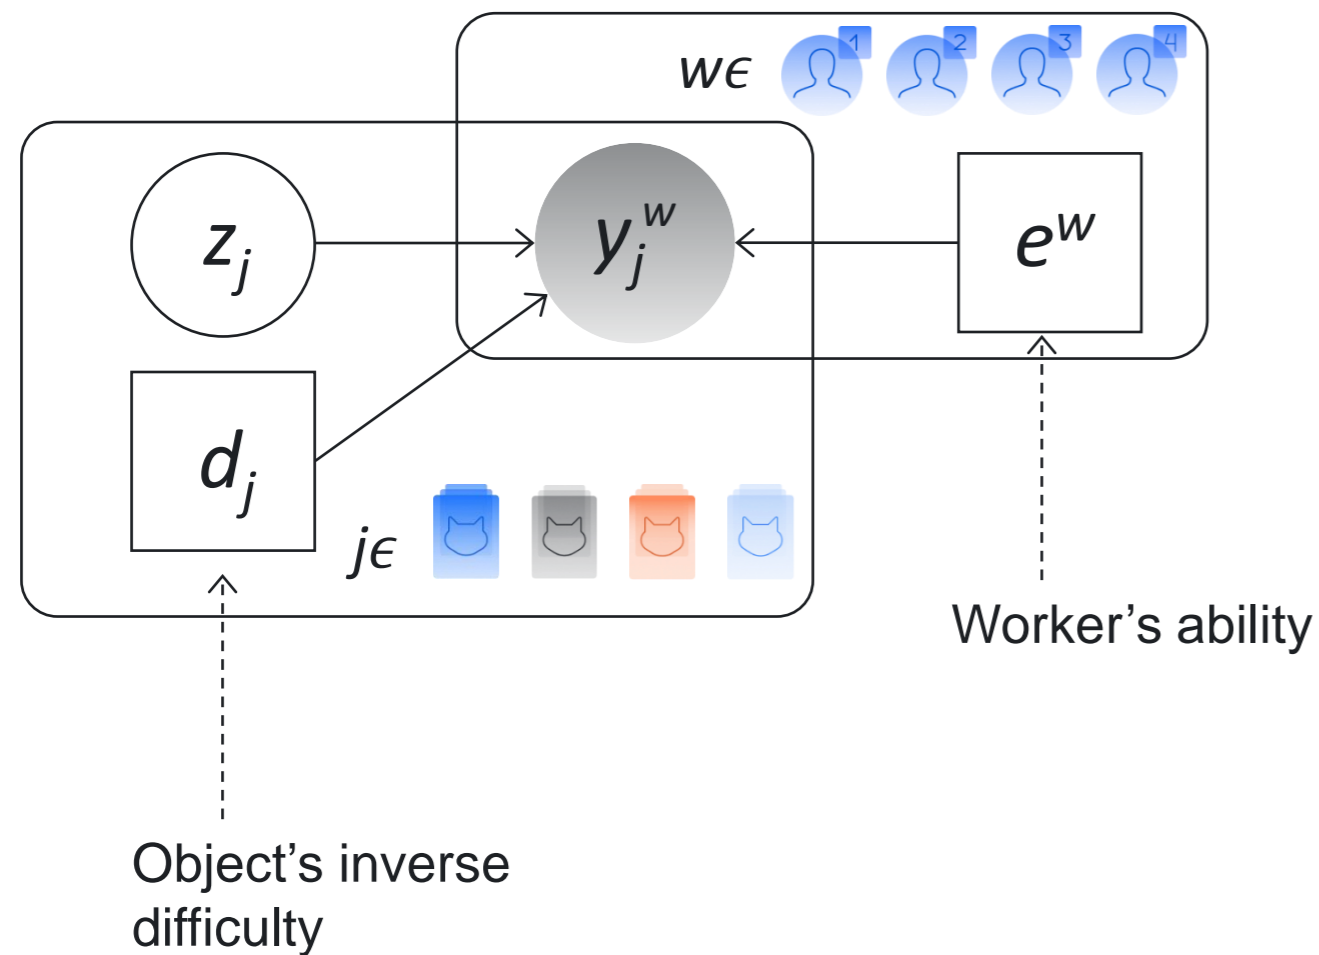 wϵ 1 2 3 4
z_j y_j^w e^w
d_j
jϵ
Worker's ability
Object's inverse
difficulty